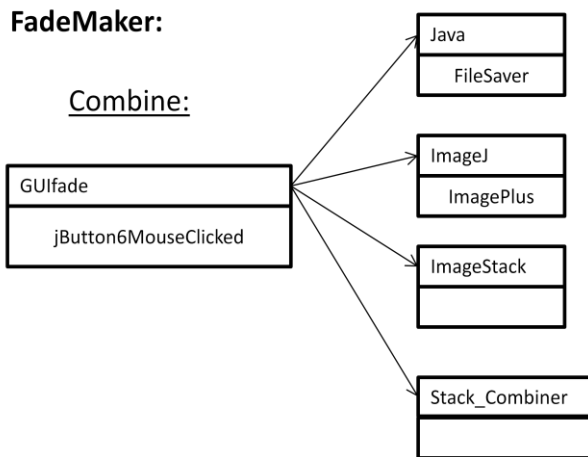 FadeMaker:
Combine:
GUIfade
jButton6MouseClicked
Java
FileSaver
ImageJ
ImagePlus
ImageStack
Stack_Combiner